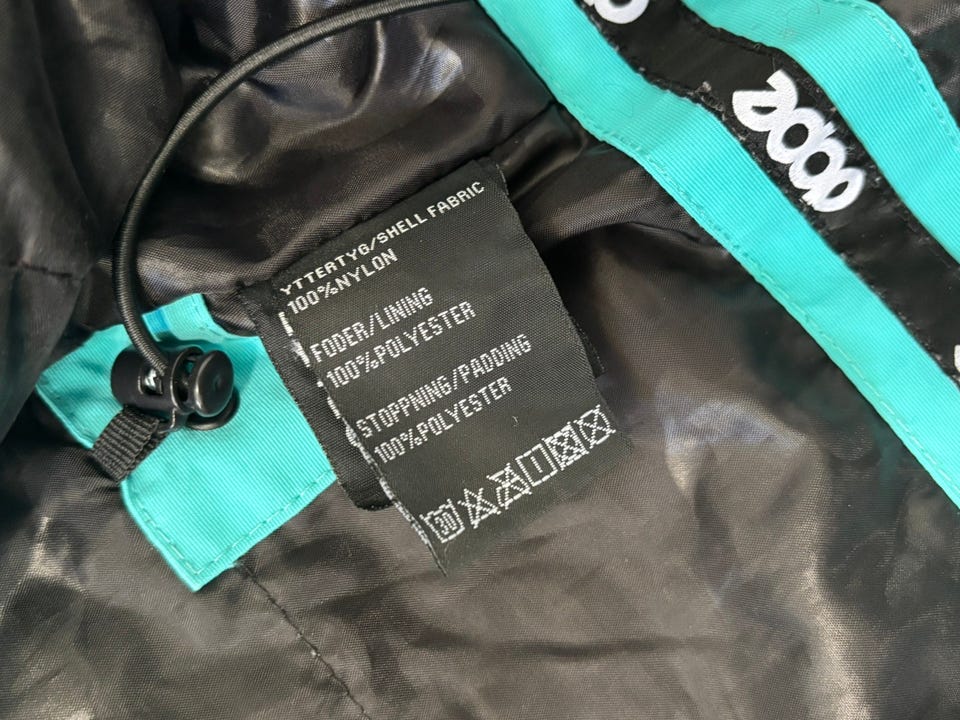 YTTERTYG/SHELL FABRIC
100%NYLON
FODER/LINING
100%POLYESTER
STOPPNING/PADDING
100%POLYESTER
30